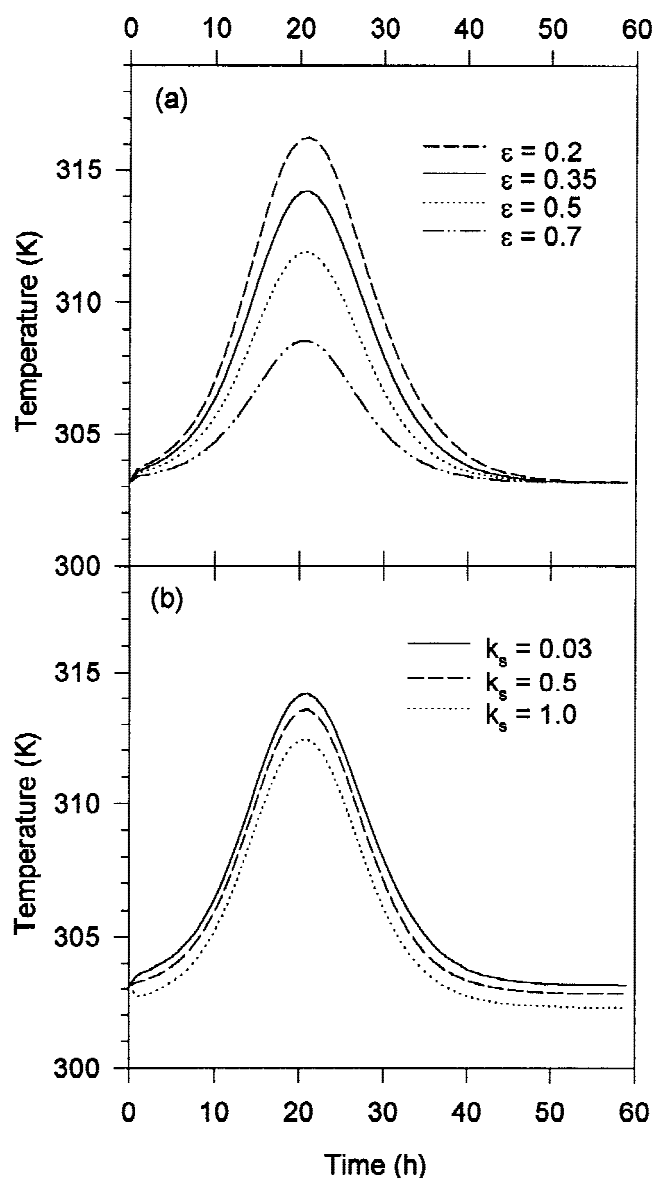 0 10 20 30 40 50 60
(a)
ε = 0.2
ε = 0.35
ε = 0.5
ε = 0.7
315
310
305
300
Temperature (K)
(b)
kₛ = 0.03
kₛ = 0.5
kₛ = 1.0
315
310
305
300
Temperature (K)
0 10 20 30 40 50 60
Time (h)